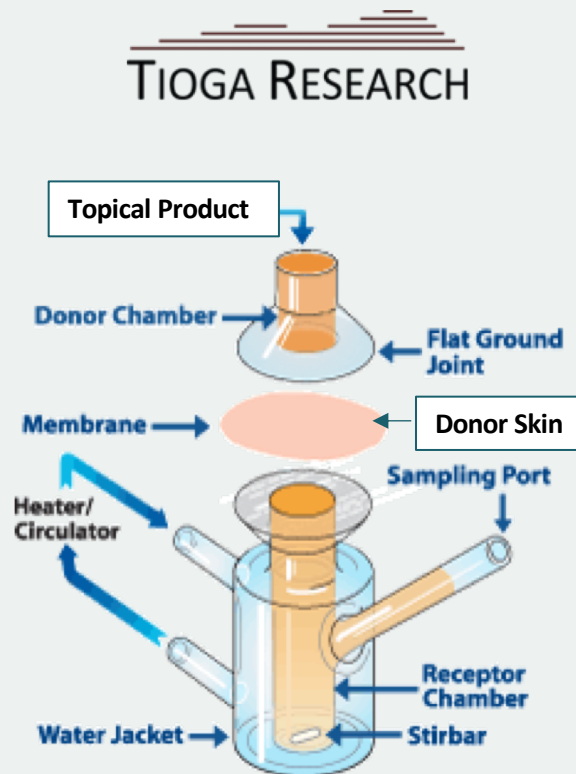 TIOGA RESEARCH
Topical Product
Donor Chamber
Flat Ground
Joint
Membrane
Donor Skin
Sampling Port
Heater/
Circulator
Receptor
Chamber
Water Jacket
Stirbar